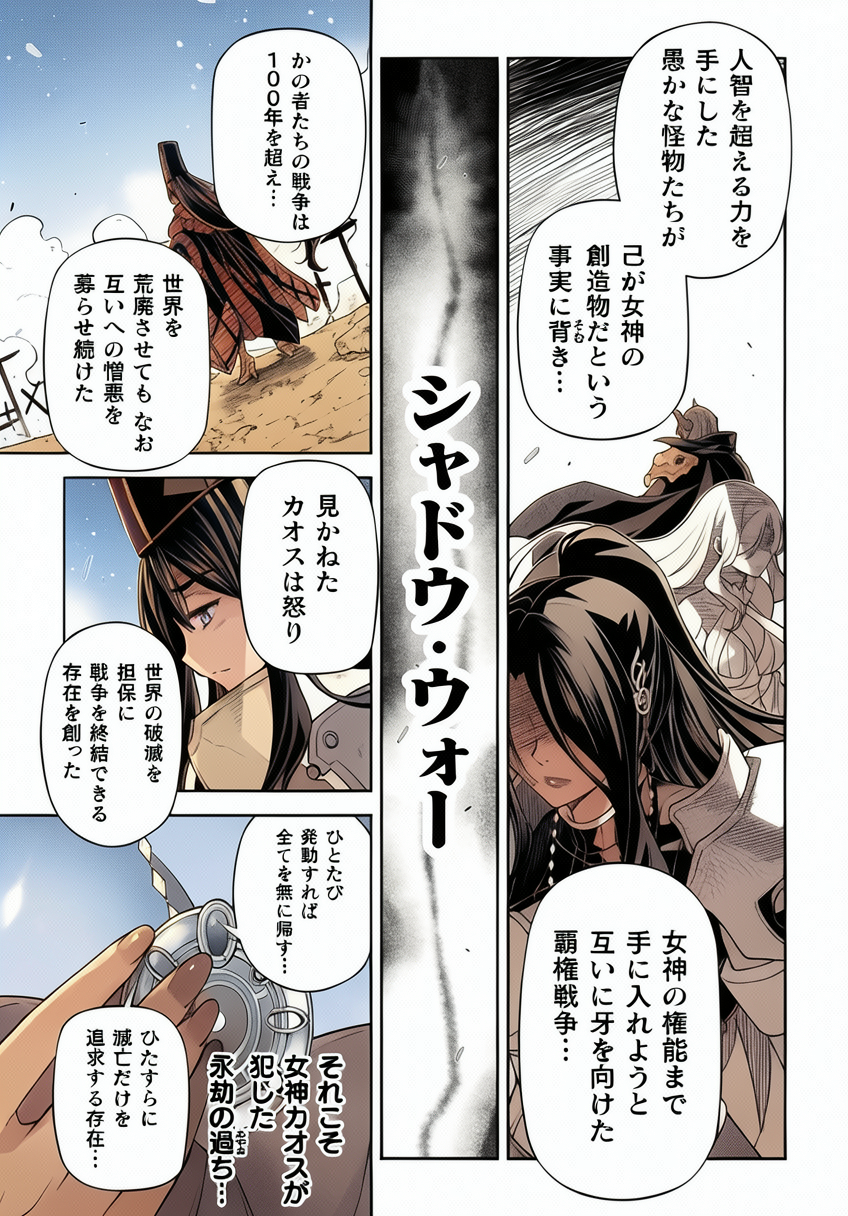 人智を超える力を
手にした
愚かな怪物たちが
己が女神の
創造物だという
事実に背き…
そむ
女神の権能まで
手に入れようと
互いに牙を向けた
覇権戦争…
シャドウ・ウォー
かの者たちの戦争は
100年を超え…
世界を
荒廃させても なお
互いへの憎悪を
募らせ続けた
見かねた
カオスは怒り
世界の破滅を
担保に
戦争を終結できる
存在を創った
ひとたび
発動すれば
全てを無に帰す…
ひたすらに
滅亡だけを
追求する存在…
それこそ
女神カオスが
犯した
永劫の過ち…